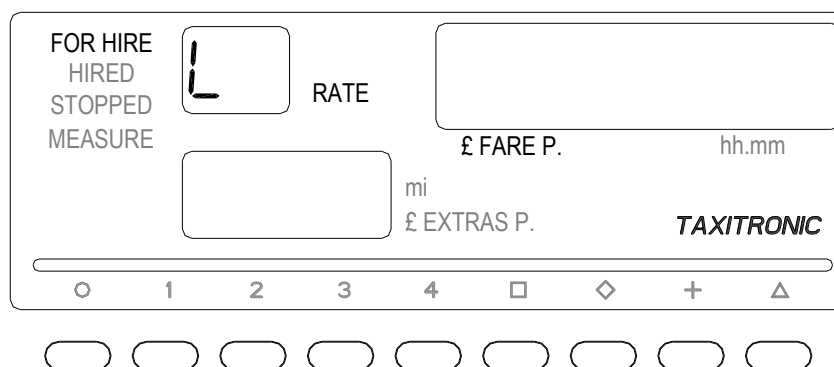 FOR HIRE
HIRED
STOPPED
MEASURE
L
RATE
£ FARE P.
hh.mm
mi
£ EXTRAS P.
TAXITRONIC
○ 1 2 3 4 □ ◇ + △